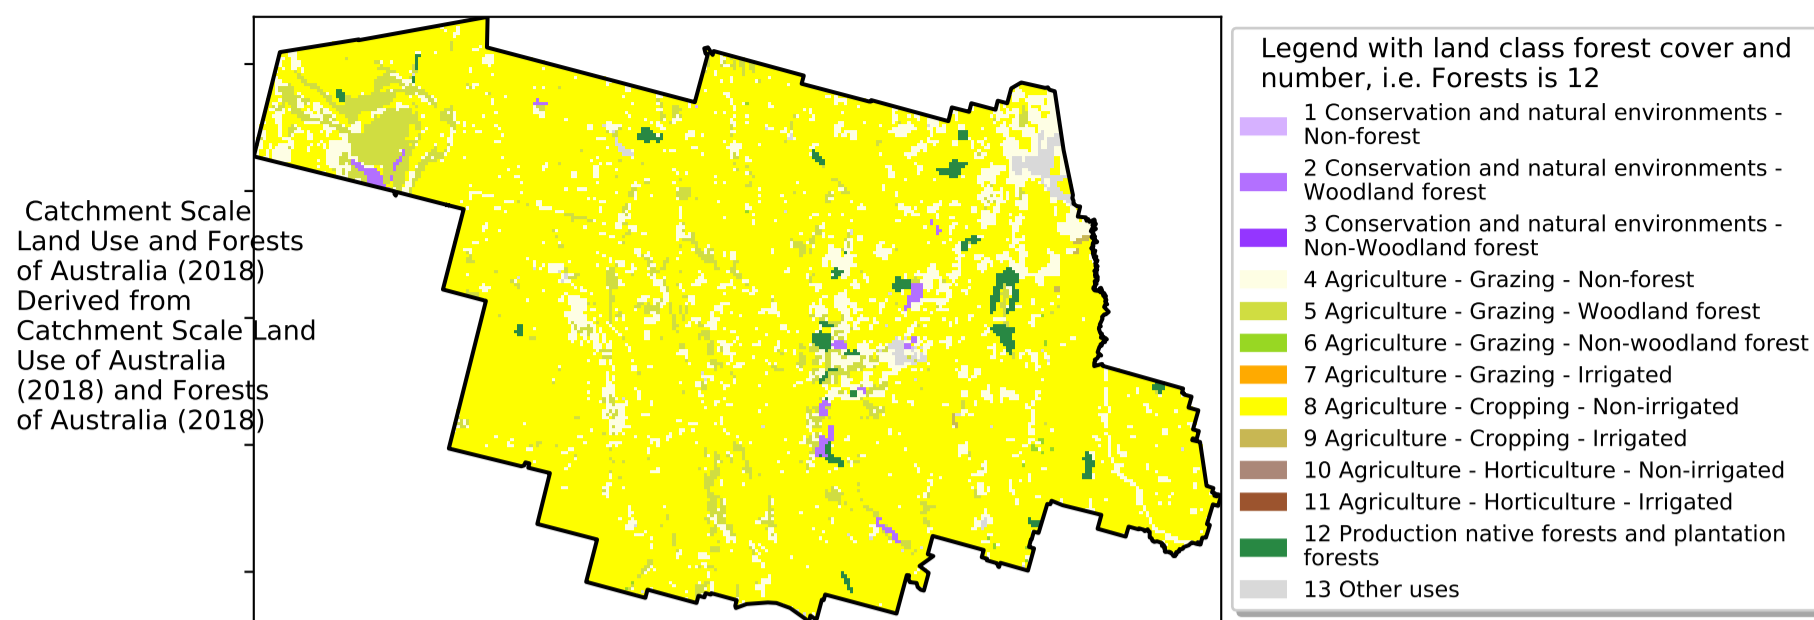 Catchment Scale
Land Use and Forests
of Australia (2018)
Derived from
Catchment Scale Land
Use of Australia
(2018) and Forests
of Australia (2018)
Legend with land class forest cover and
number, i.e. Forests is 12
1 Conservation and natural environments -
Non-forest
2 Conservation and natural environments -
Woodland forest
3 Conservation and natural environments -
Non-Woodland forest
4 Agriculture - Grazing - Non-forest
5 Agriculture - Grazing - Woodland forest
6 Agriculture - Grazing - Non-woodland forest
7 Agriculture - Grazing - Irrigated
8 Agriculture - Cropping - Non-irrigated
9 Agriculture - Cropping - Irrigated
10 Agriculture - Horticulture - Non-irrigated
11 Agriculture - Horticulture - Irrigated
12 Production native forests and plantation
forests
13 Other uses